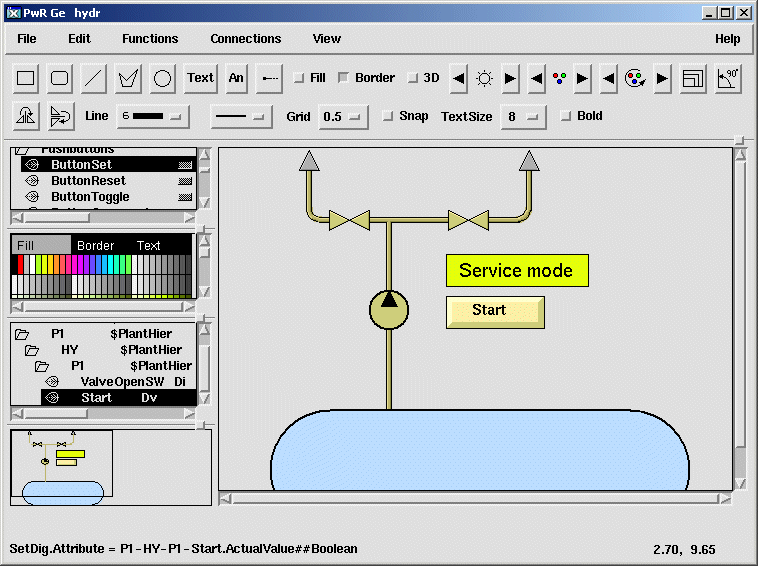 PwR Ge hydr
File Edit Functions Connections View Help
Text An Fill Border 3D 90°
Line 6 Grid 0.5 Snap TextSize 8 Bold
Pushbuttons
ButtonSet
ButtonReset
ButtonToggle
Fill Border Text
P1 $PlantHier
HY $PlantHier
P1 $PlantHier
ValveOpenSW Di
Start Dv
Service mode
Start
SetDig.Attribute = P1-HY-P1-Start.ActualValue##Boolean
2.70, 9.65